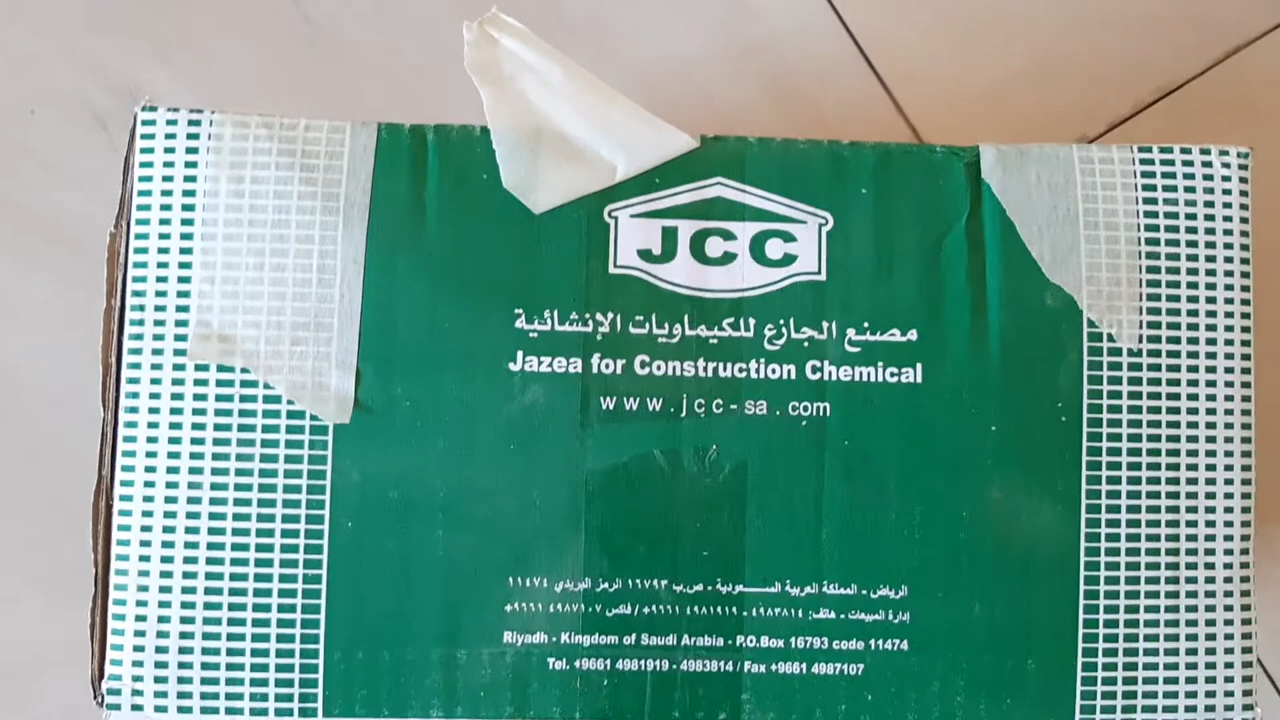 JCC
مصنع الجازع للكيماويات الإنشائية
Jazea for Construction Chemical
www.jcc-sa.com
الرياض - المملكة العربية الســعودية - ص.ب ١٦٧٩٣ الرمز البريدي ١١٤٧٤
إدارة المبيعات - هاتف: ٤٩٨٣٨١٤ - ٤٩٨١٩١٩ ٩٦٦١+ / فاكس ٤٩٨٧١٠٧ ٩٦٦١+
Riyadh - Kingdom of Saudi Arabia - P.O.Box 16793 code 11474
Tel. +9661 4981919 - 4983814 / Fax +9661 4987107